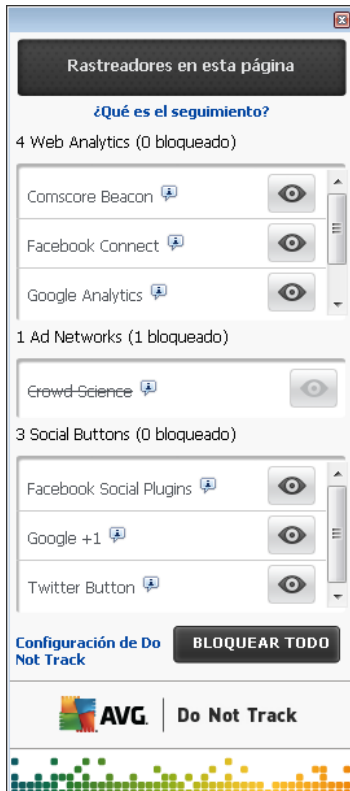 Rastreadores en esta página
¿Qué es el seguimiento?
4 Web Analytics (0 bloqueado)
Comscore Beacon
Facebook Connect
Google Analytics
1 Ad Networks (1 bloqueado)
Crowd Science
3 Social Buttons (0 bloqueado)
Facebook Social Plugins
Google +1
Twitter Button
Configuración de Do
Not Track
BLOQUEAR TODO
AVG. Do Not Track